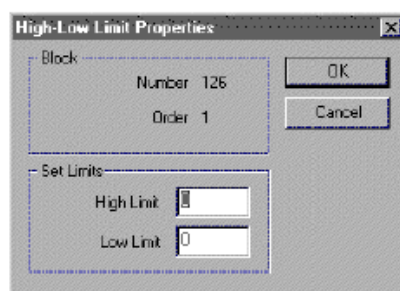 High-Low Limit Properties
Block
Number 126
Order 1
OK
Cancel
Set Limits
High Limit
Low Limit 0